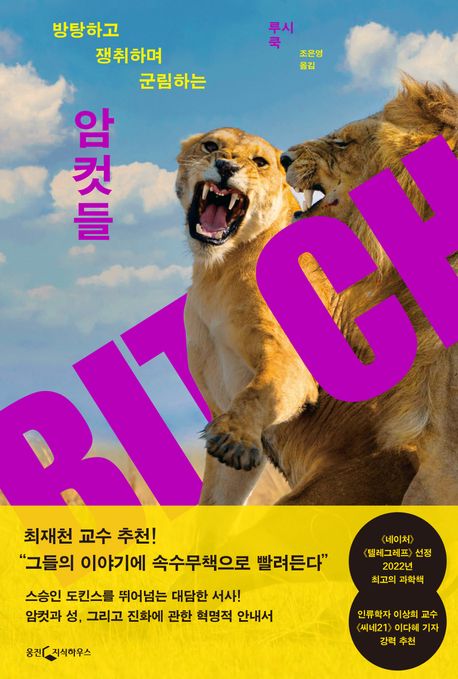 방탕하고
쟁취하며
군림하는
암컷들
루시
쿡
조은영
옮김
BITCH
최재천 교수 추천!
“그들의 이야기에 속수무책으로 빨려든다”
스승인 도킨스를 뛰어넘는 대담한 서사!
암컷과 성, 그리고 진화에 관한 혁명적 안내서
《네이처》
《텔레그래프》 선정
2022년
최고의 과학책
인류학자 이상희 교수
《씨네21》 이다혜 기자
강력 추천
웅진 지식하우스